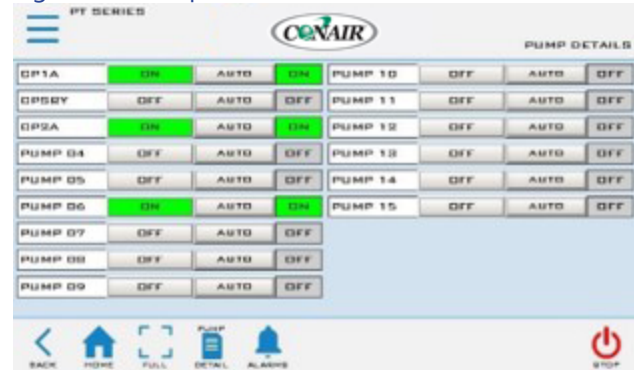 PT SERIES
CONAIR
PUMP DETAILS
CP1A ON AUTO ON PUMP 10 OFF AUTO OFF
CPSBY OFF AUTO OFF PUMP 11 OFF AUTO OFF
CP2A ON AUTO ON PUMP 12 OFF AUTO OFF
PUMP 04 OFF AUTO OFF PUMP 13 OFF AUTO OFF
PUMP 05 OFF AUTO OFF PUMP 14 OFF AUTO OFF
PUMP 06 ON AUTO ON PUMP 15 OFF AUTO OFF
PUMP 07 OFF AUTO OFF
PUMP 08 OFF AUTO OFF
PUMP 09 OFF AUTO OFF
BACK HOME FULL PUMP DETAIL ALARMS STOP